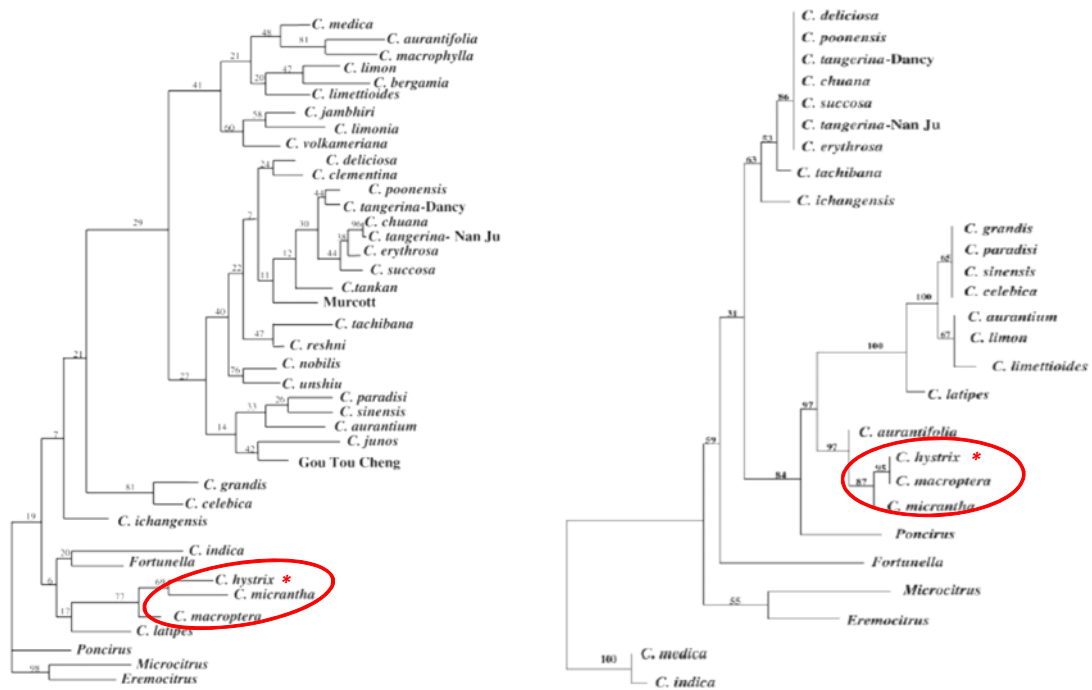 C. medica
48
C. aurantifolia
81
21
C. macrophylla
C. limon
20
C. bergamia
41
C. limettioides
C. jambhiri
58
C. limonia
60
C. volkameriana
C. deliciosa
24
C. clementina
C. poonensis
44
C. tangerina-Dancy
7
C. chuana
29
30
96
C. tangerina- Nan Ju
38
C. erythrosa
44
12
C. succosa
22
11
C.tankan
Murcott
40
C. tachibana
47
C. reshni
C. nobilis
76
C. unshiu
27
C. paradisi
26
33
C. sinensis
14
C. aurantium
C. junos
42
Gou Tou Cheng
21
C. grandis
81
C. celebica
7
C. ichangensis
19
20
C. indica
Fortunella
6
69
C. hystrix *
77
C. micrantha
17
C. macroptera
C. latipes
Poncirus
98
Microcitrus
Eremocitrus
C. deliciosa
C. poonensis
C. tangerina-Dancy
C. chuana
86
C. succosa
C. tangerina-Nan Ju
53
C. erythrosa
63
C. tachibana
C. ichangensis
C. grandis
65
C. paradisi
C. sinensis
100
C. celebica
31
C. aurantium
67
C. limon
100
C. limettioides
C. latipes
97
C. aurantifolia
59
C. hystrix *
95
84
87
C. macroptera
C. micrantha
Poncirus
Fortunella
Microcitrus
55
Eremocitrus
C. medica
100
C. indica